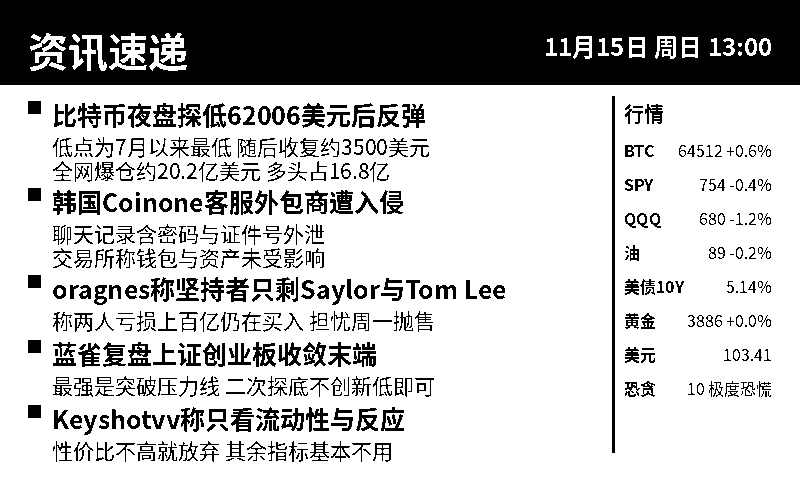 资讯速递
11月15日 周日 13:00
比特币夜盘探低62006美元后反弹
低点为7月以来最低 随后收复约3500美元
全网爆仓约20.2亿美元 多头占16.8亿
韩国Coinone客服外包商遭入侵
聊天记录含密码与证件号外泄
交易所称钱包与资产未受影响
oragnes称坚持者只剩Saylor与Tom Lee
称两人亏损上百亿仍在买入 担忧周一抛售
蓝雀复盘上证创业板收敛末端
最强是突破压力线 二次探底不创新低即可
Keyshotvv称只看流动性与反应
性价比不高就放弃 其余指标基本不用
行情
BTC 64512 +0.6%
SPY 754 -0.4%
QQQ 680 -1.2%
油 89 -0.2%
美债10Y 5.14%
黄金 3886 +0.0%
美元 103.41
恐贪 10 极度恐慌